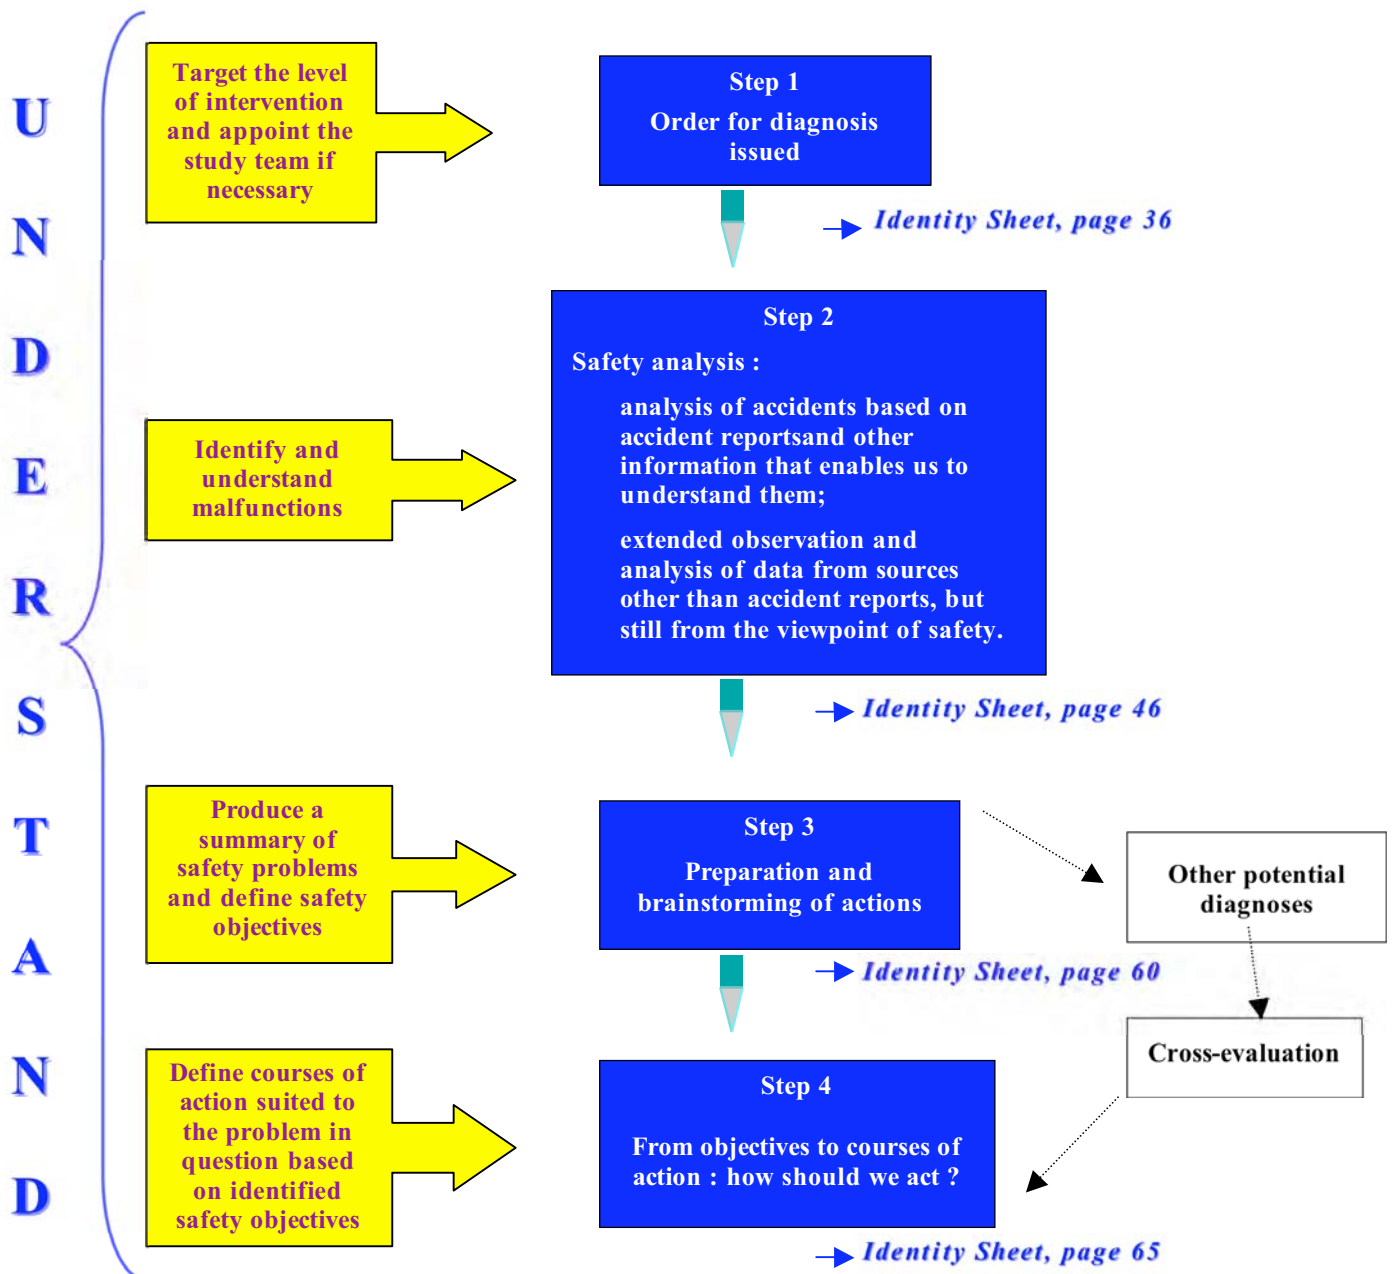 U
N
D
E
R
S
T
A
N
D
Target the level
of intervention
and appoint the
study team if
necessary
Step 1
Order for diagnosis
issued
Identity Sheet, page 36
Identify and
understand
malfunctions
Step 2
Safety analysis :
analysis of accidents based on
accident reportsand other
information that enables us to
understand them;
extended observation and
analysis of data from sources
other than accident reports, but
still from the viewpoint of safety.
Identity Sheet, page 46
Produce a
summary of
safety problems
and define safety
objectives
Step 3
Preparation and
brainstorming of actions
Identity Sheet, page 60
Other potential
diagnoses
Cross-evaluation
Define courses of
action suited to
the problem in
question based
on identified
safety objectives
Step 4
From objectives to courses of
action : how should we act ?
Identity Sheet, page 65